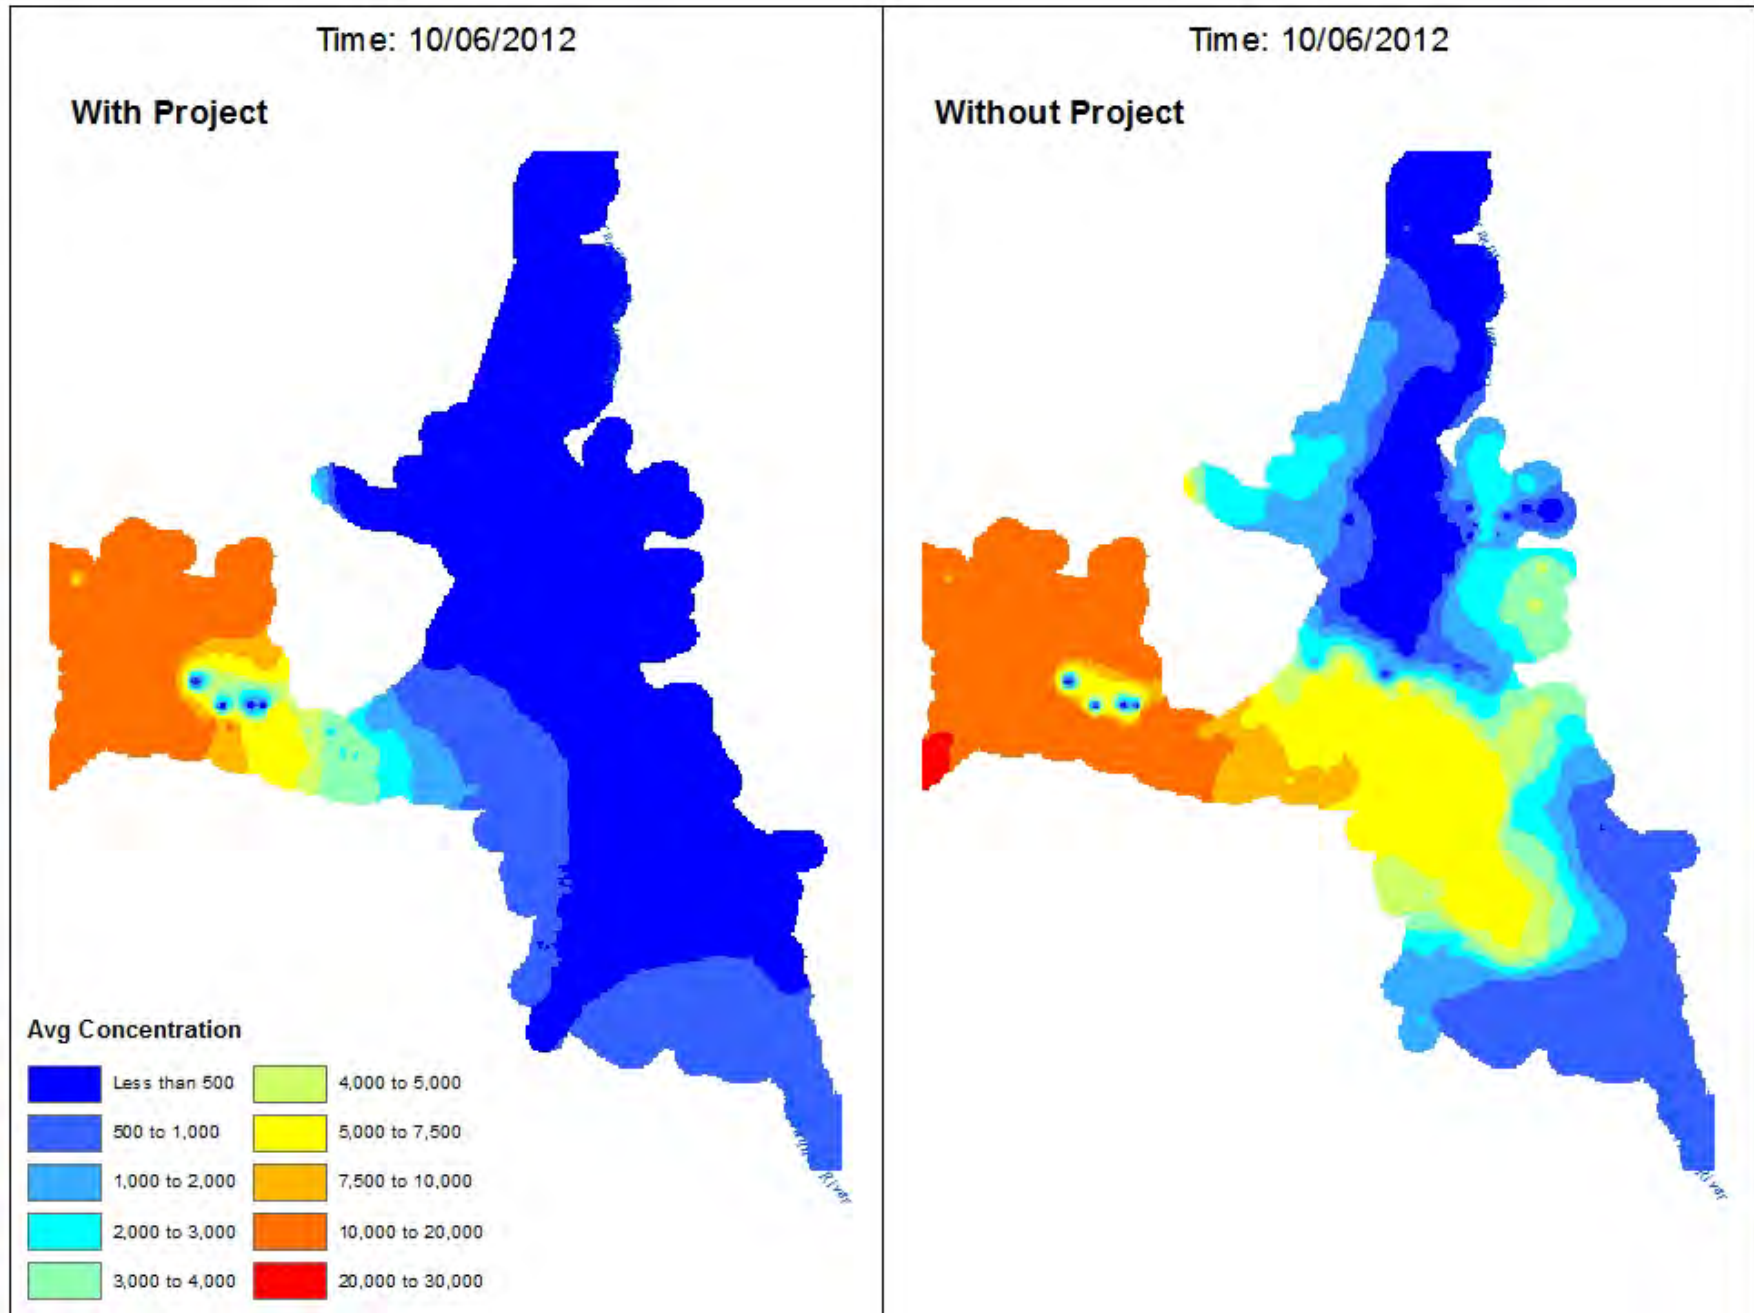 Time: 10/06/2012
With Project
Time: 10/06/2012
Without Project
Avg Concentration
Less than 500
500 to 1,000
1,000 to 2,000
2,000 to 3,000
3,000 to 4,000
4,000 to 5,000
5,000 to 7,500
7,500 to 10,000
10,000 to 20,000
20,000 to 30,000
River
River